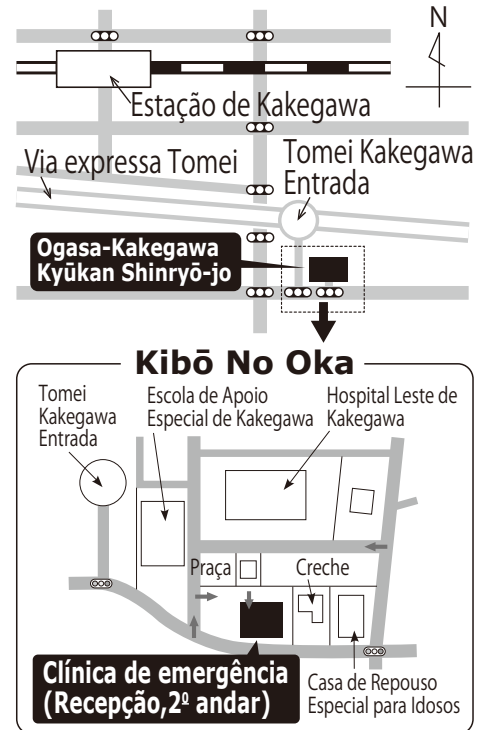 N
Estação de Kakegawa
Via expressa Tomei
Tomei Kakegawa
Entrada
Ogasa-Kakegawa
Kyūkan Shinryō-jo
Kibō No Oka
Tomei
Kakegawa
Entrada
Escola de Apoio
Especial de Kakegawa
Hospital Leste de
Kakegawa
Praça
Creche
Clínica de emergência
(Recepção,2º andar)
Casa de Repouso
Especial para Idosos